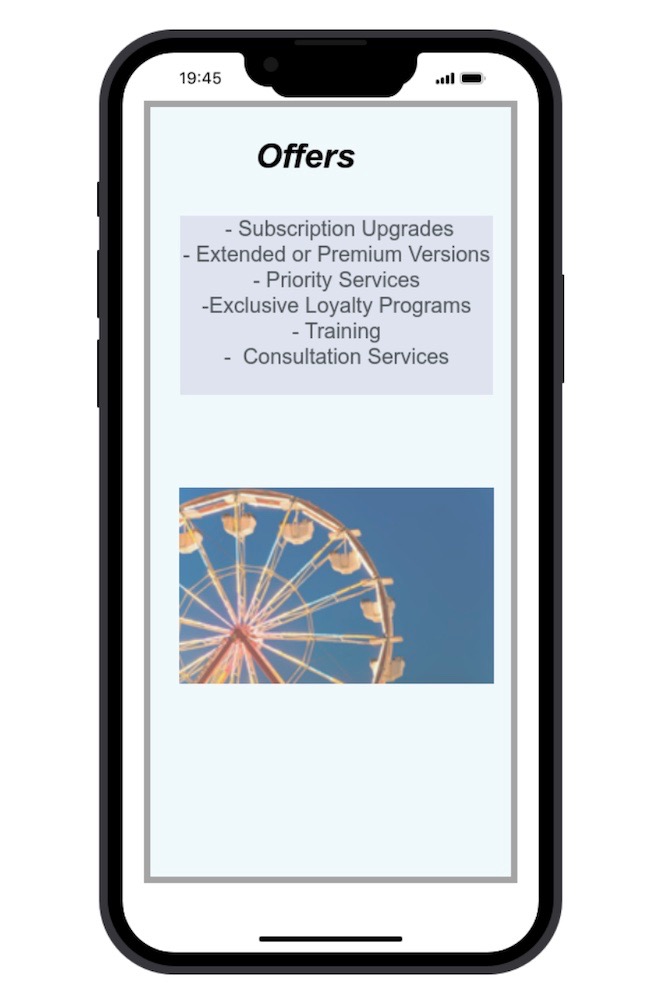 19:45
Offers
- Subscription Upgrades
- Extended or Premium Versions
- Priority Services
-Exclusive Loyalty Programs
- Training
-  Consultation Services